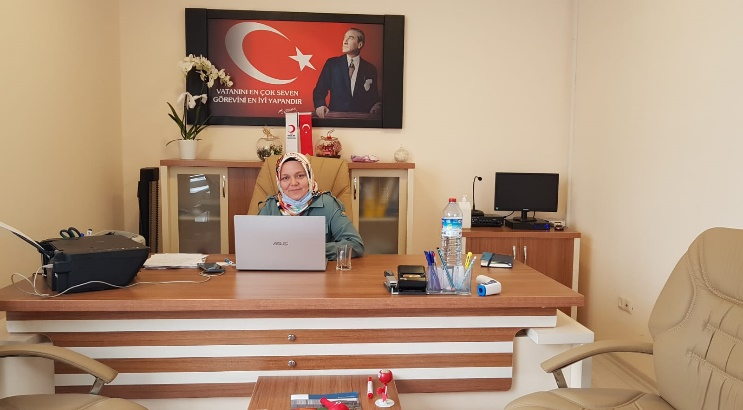 VATANINI EN ÇOK SEVEN
GÖREVİNİ EN İYİ YAPANDIR
ASUS